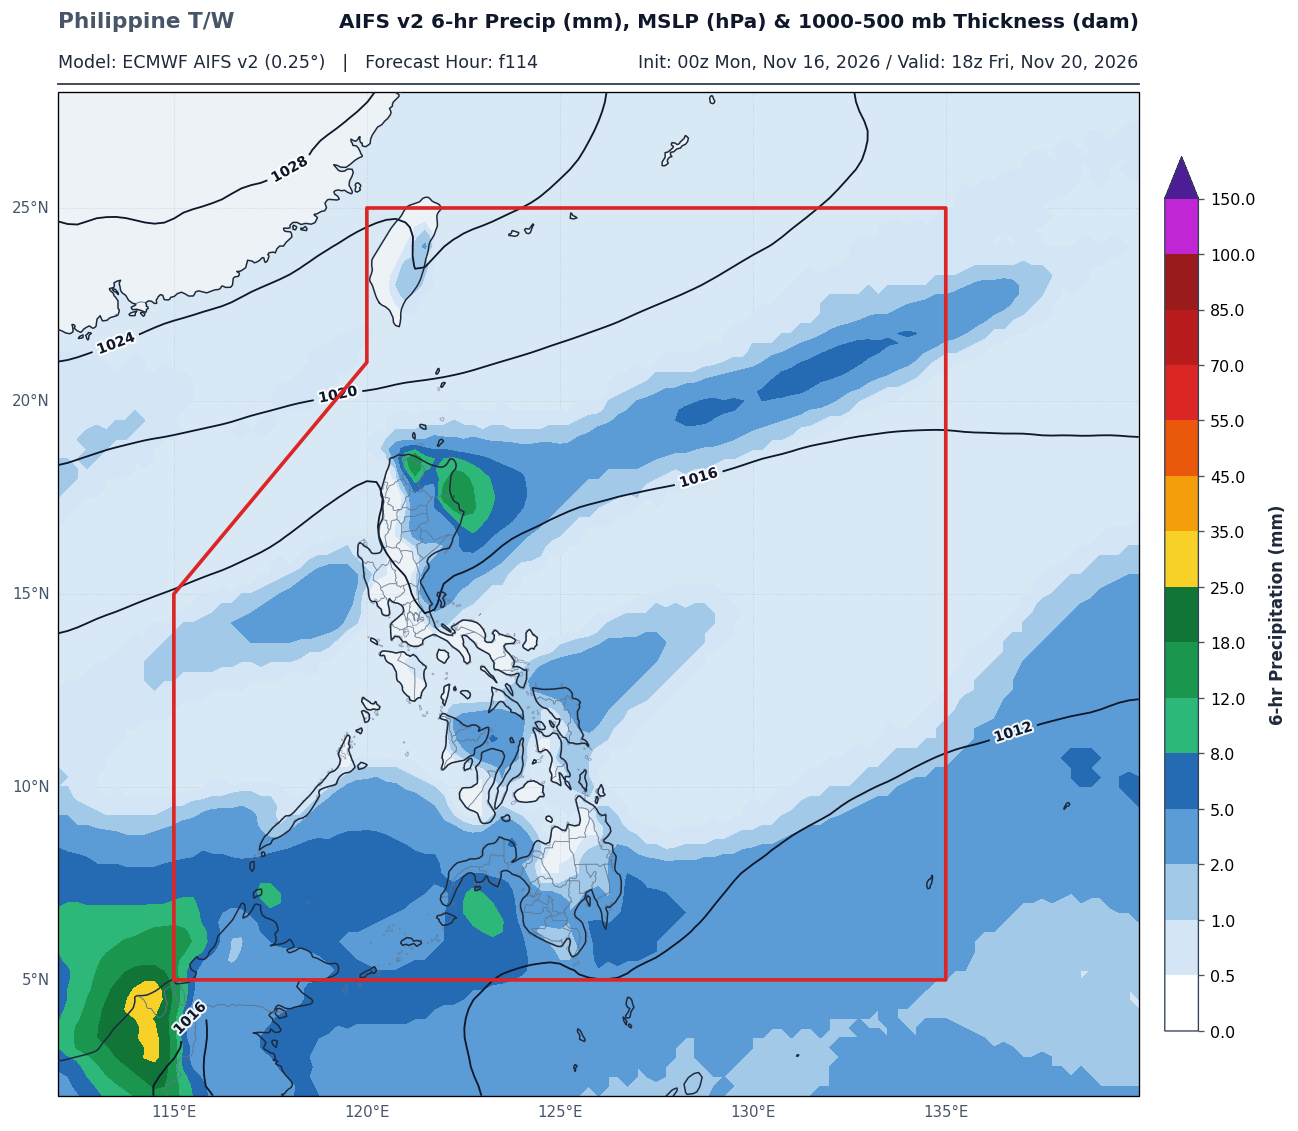 Philippine T/W
AIFS v2 6-hr Precip (mm), MSLP (hPa) & 1000-500 mb Thickness (dam)
Model: ECMWF AIFS v2 (0.25°) | Forecast Hour: f114
Init: 00z Mon, Nov 16, 2026 / Valid: 18z Fri, Nov 20, 2026
1028
1024
1020
1016
1012
1016
25°N
20°N
15°N
10°N
5°N
115°E
120°E
125°E
130°E
135°E
150.0
100.0
85.0
70.0
55.0
45.0
35.0
25.0
18.0
12.0
8.0
5.0
2.0
1.0
0.5
0.0
6-hr Precipitation (mm)